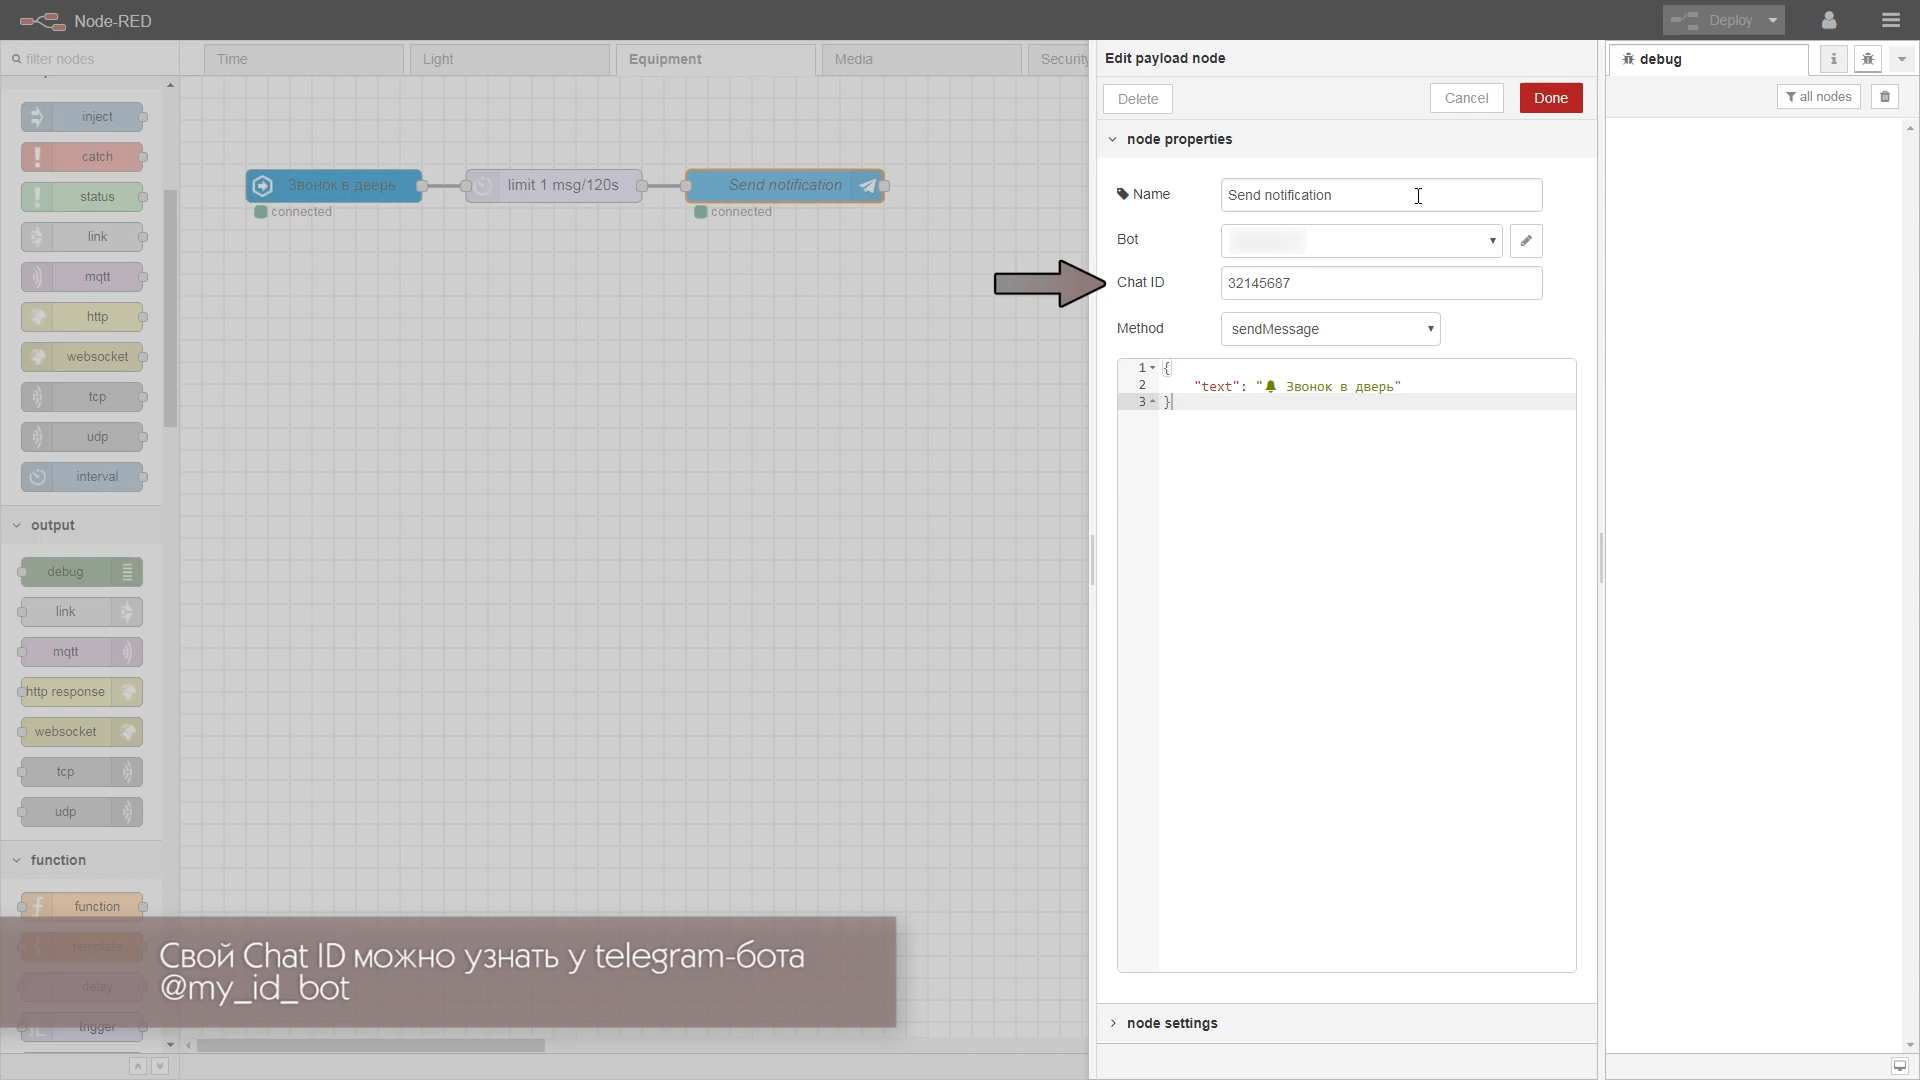 Node-RED
Deploy
filter nodes
Time
Light
Equipment
Media
Security
inject
catch
status
link
mqtt
http
websocket
tcp
udp
interval
output
debug
link
mqtt
http response
websocket
tcp
udp
function
function
template
delay
trigger
Звонок в дверь
connected
limit 1 msg/120s
Send notification
connected
Edit payload node
Delete
Cancel
Done
node properties
Name
Send notification
Bot
Chat ID
32145687
Method
sendMessage
1 {
2 "text": "🔔 Звонок в дверь"
3 }
node settings
debug
i
all nodes
Свой Chat ID можно узнать у telegram-бота
@my_id_bot